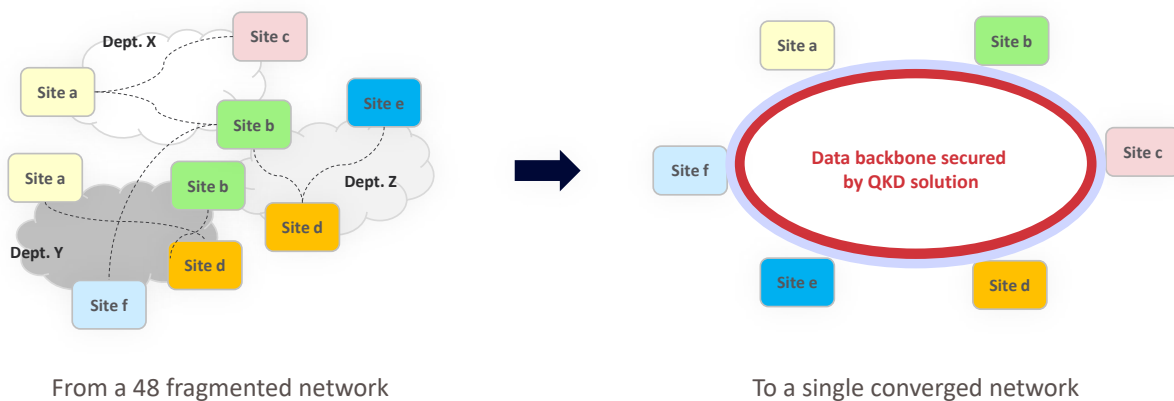 Dept. X
Site c
Site a
Site b
Site e
Site a
Site b
Dept. Z
Site d
Dept. Y
Site d
Site f
From a 48 fragmented network
Site a
Site b
Site f
Data backbone secured
by QKD solution
Site c
Site e
Site d
To a single converged network